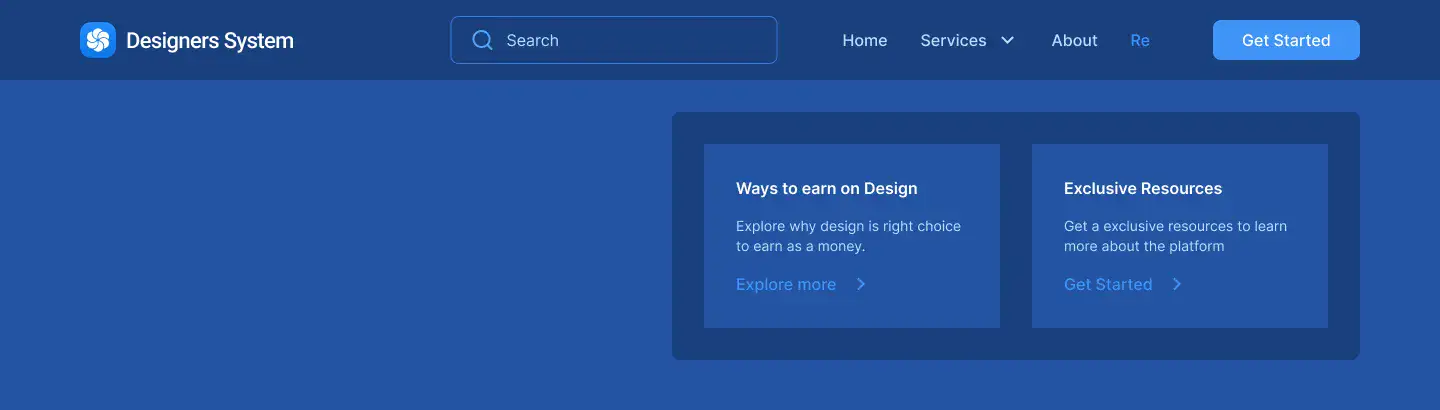 Designers System
Search
Home
Services
About
Re
Get Started
Ways to earn on Design
Explore why design is right choice
to earn as a money.
Explore more
Exclusive Resources
Get a exclusive resources to learn
more about the platform
Get Started